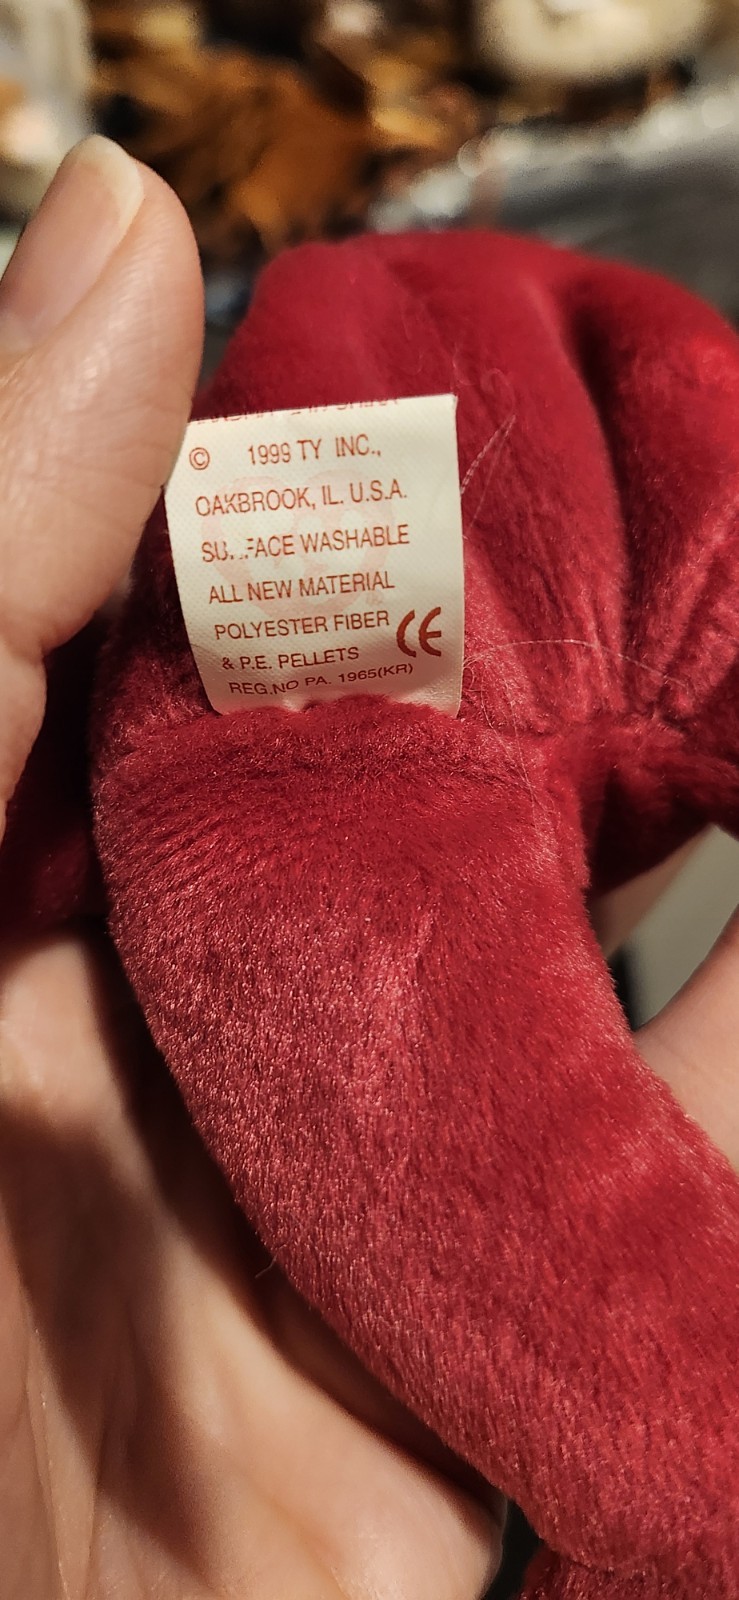 © 1999 TY INC.,
OAKBROOK, IL. U.S.A.
WASHABLE
ALL NEW MATERIAL
POLYESTER FIBER
& P.E. PELLETS CE
REG.NO PA. 1965(KR)